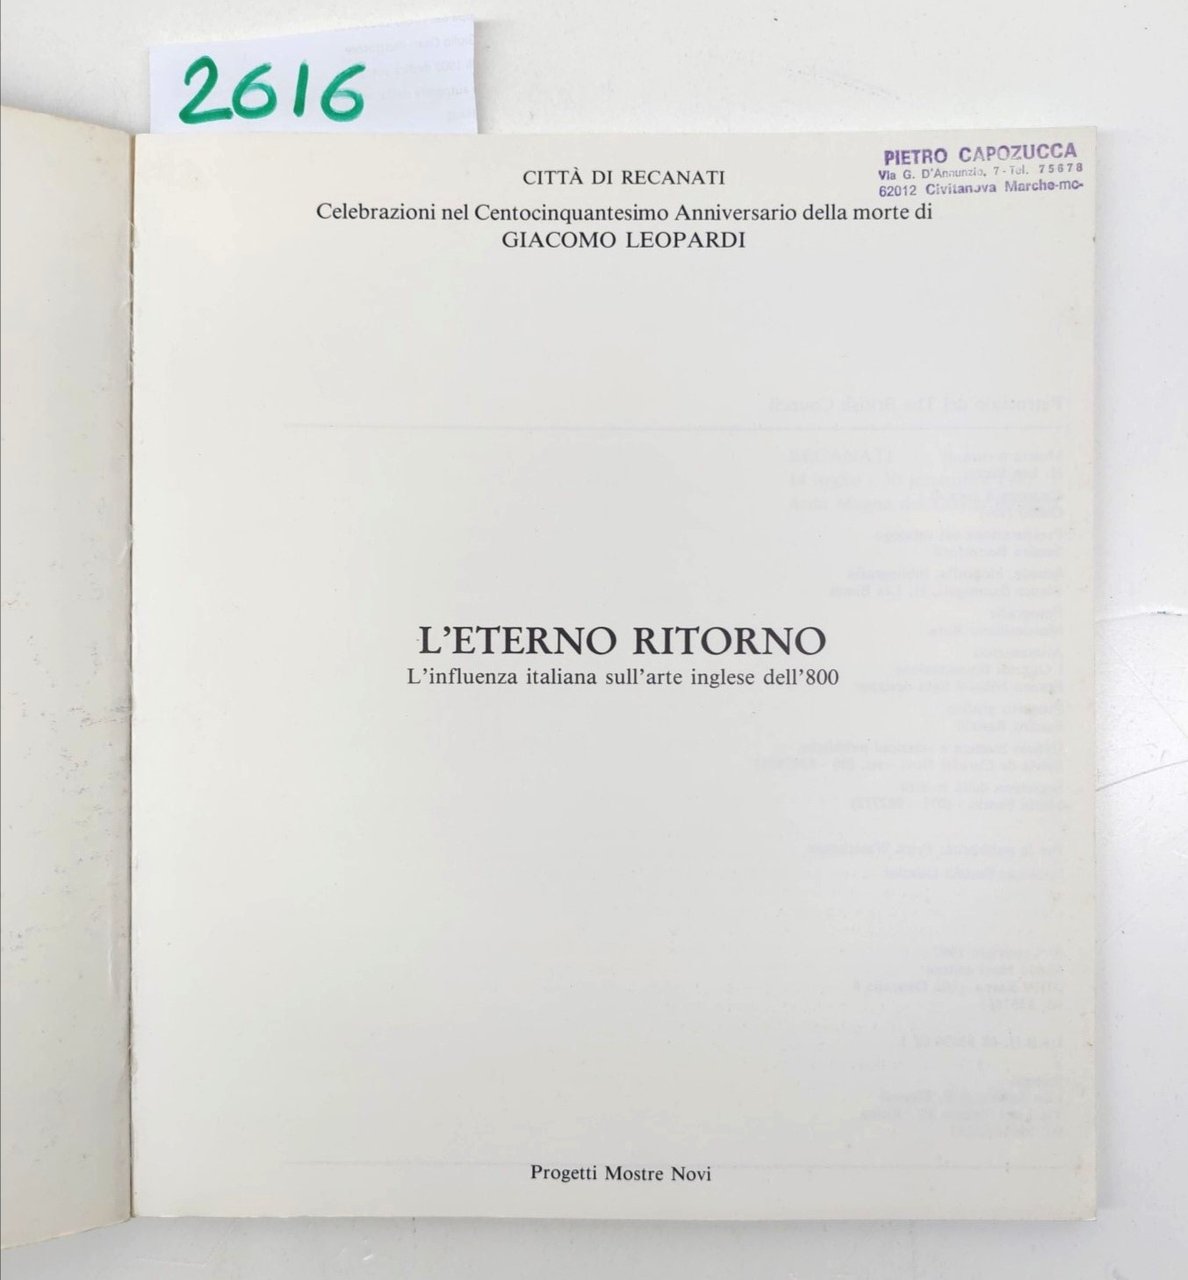 2616
PIETRO CAPOZUCCA
Via G. D'Annunzio, 7 - Tel. 75678
62012 Civitanova Marche-mc-
CITTÀ DI RECANATI
Celebrazioni nel Centocinquantesimo Anniversario della morte di
GIACOMO LEOPARDI
L'ETERNO RITORNO
L'influenza italiana sull'arte inglese dell'800
Progetti Mostre Novi